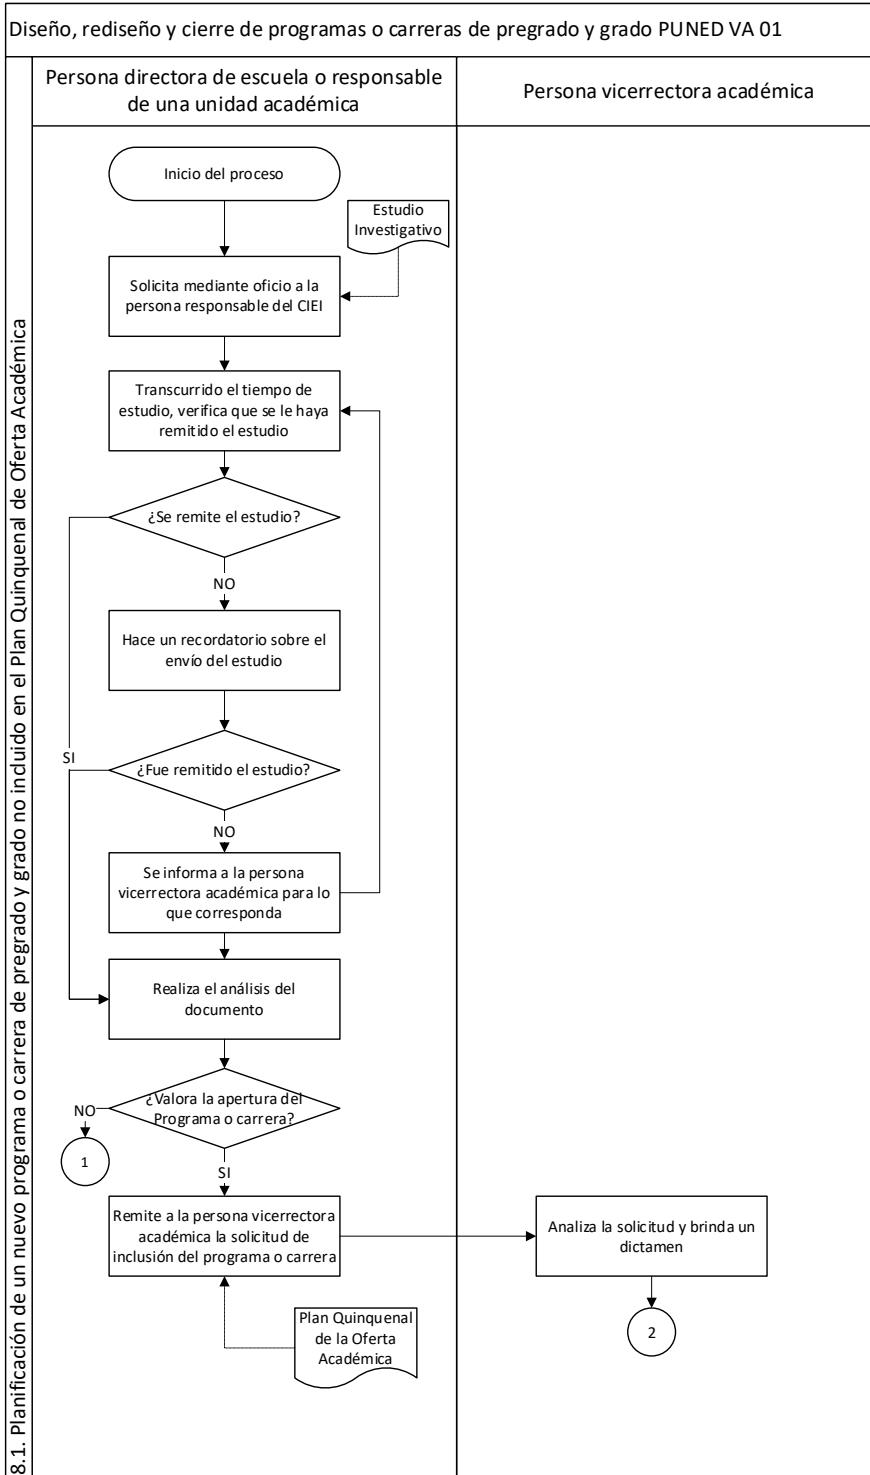 Diseño, rediseño y cierre de programas o carreras de pregrado y grado PUNED VA 01
8.1. Planificación de un nuevo programa o carrera de pregrado y grado no incluido en el Plan Quinquenal de Oferta Académica
Persona directora de escuela o responsable
de una unidad académica
Persona vicerrectora académica
Inicio del proceso
Estudio
Investigativo
Solicita mediante oficio a la
persona responsable del CIEI
Transcurrido el tiempo de
estudio, verifica que se le haya
remitido el estudio
¿Se remite el estudio?
NO
Hace un recordatorio sobre el
envío del estudio
SI
¿Fue remitido el estudio?
NO
Se informa a la persona
vicerrectora académica para lo
que corresponda
Realiza el análisis del
documento
¿Valora la apertura del
Programa o carrera?
NO
1
SI
Remite a la persona vicerrectora
académica la solicitud de
inclusión del programa o carrera
Analiza la solicitud y brinda un
dictamen
2
Plan Quinquenal
de la Oferta
Académica